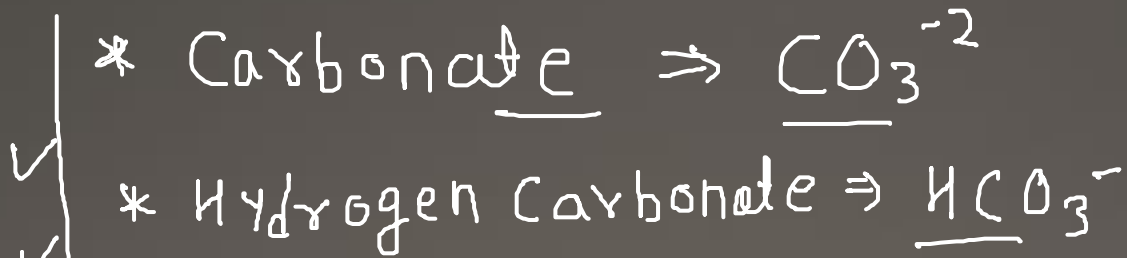 * Carbonate ⇒ CO₃⁻²
* Hydrogen Carbonate ⇒ HCO₃⁻